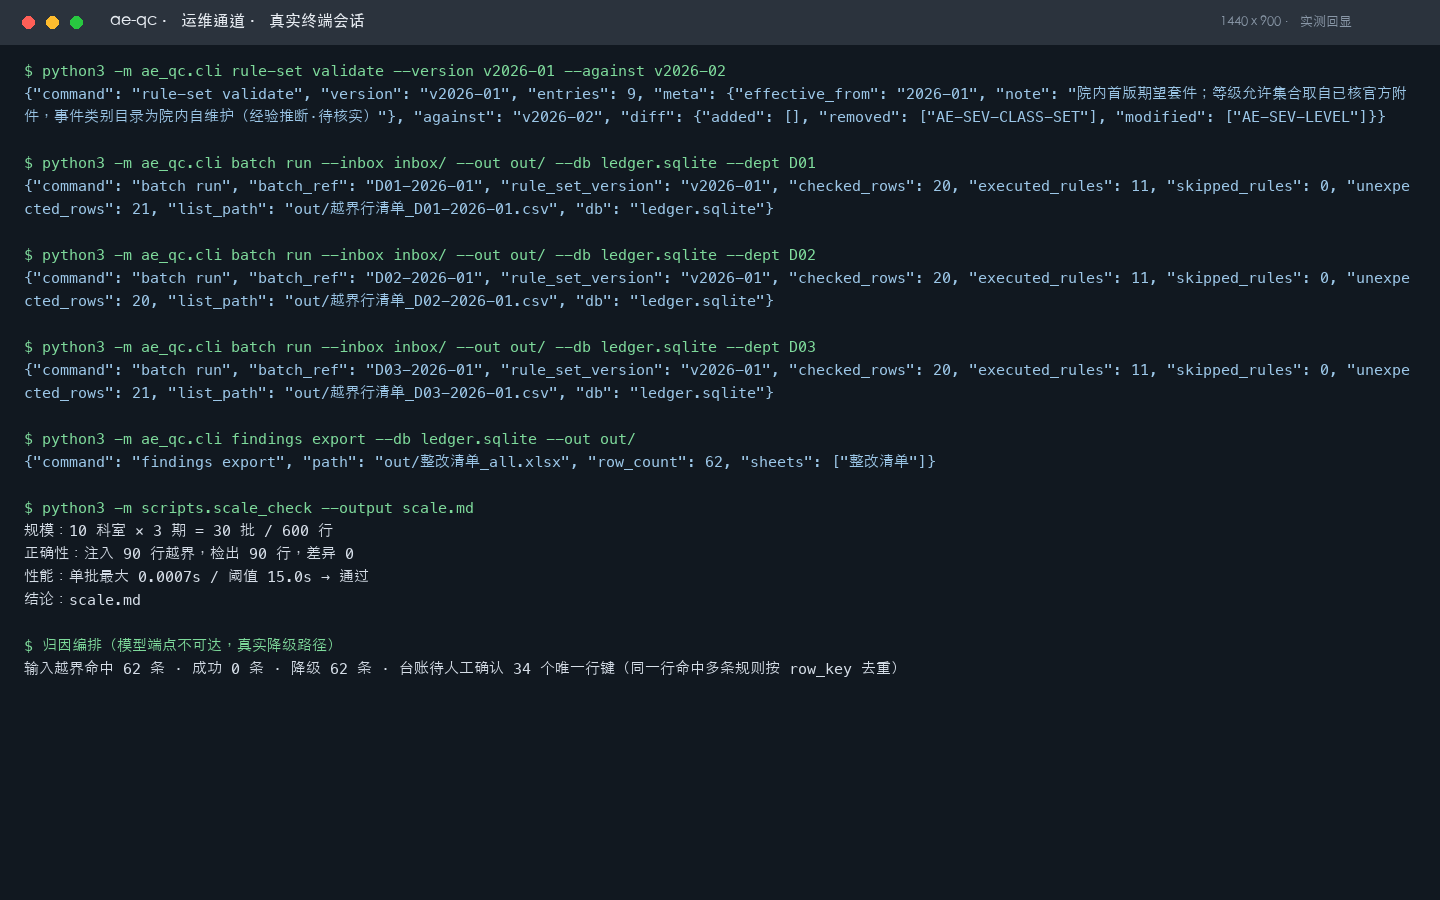 ae-qc · 运维通道 · 真实终端会话
1440 x 900 · 实测回显
$ python3 -m ae_qc.cli rule-set validate --version v2026-01 --against v2026-02
{"command": "rule-set validate", "version": "v2026-01", "entries": 9, "meta": {"effective_from": "2026-01", "note": "院内首版期望套件；等级允许集合取自已核官方附
件，事件类别目录为院内自维护（经验推断·待核实）"}, "against": "v2026-02", "diff": {"added": [], "removed": ["AE-SEV-CLASS-SET"], "modified": ["AE-SEV-LEVEL"]}}
$ python3 -m ae_qc.cli batch run --inbox inbox/ --out out/ --db ledger.sqlite --dept D01
{"command": "batch run", "batch_ref": "D01-2026-01", "rule_set_version": "v2026-01", "checked_rows": 20, "executed_rules": 11, "skipped_rules": 0, "unexpe
cted_rows": 21, "list_path": "out/越界行清单_D01-2026-01.csv", "db": "ledger.sqlite"}
$ python3 -m ae_qc.cli batch run --inbox inbox/ --out out/ --db ledger.sqlite --dept D02
{"command": "batch run", "batch_ref": "D02-2026-01", "rule_set_version": "v2026-01", "checked_rows": 20, "executed_rules": 11, "skipped_rules": 0, "unexpe
cted_rows": 20, "list_path": "out/越界行清单_D02-2026-01.csv", "db": "ledger.sqlite"}
$ python3 -m ae_qc.cli batch run --inbox inbox/ --out out/ --db ledger.sqlite --dept D03
{"command": "batch run", "batch_ref": "D03-2026-01", "rule_set_version": "v2026-01", "checked_rows": 20, "executed_rules": 11, "skipped_rules": 0, "unexpe
cted_rows": 21, "list_path": "out/越界行清单_D03-2026-01.csv", "db": "ledger.sqlite"}
$ python3 -m ae_qc.cli findings export --db ledger.sqlite --out out/
{"command": "findings export", "path": "out/整改清单_all.xlsx", "row_count": 62, "sheets": ["整改清单"]}
$ python3 -m scripts.scale_check --output scale.md
规模：10 科室 × 3 期 = 30 批 / 600 行
正确性：注入 90 行越界，检出 90 行，差异 0
性能：单批最大 0.0007s / 阈值 15.0s → 通过
结论：scale.md
$ 归因编排（模型端点不可达，真实降级路径）
输入越界命中 62 条 · 成功 0 条 · 降级 62 条 · 台账待人工确认 34 个唯一行键（同一行命中多条规则按 row_key 去重）